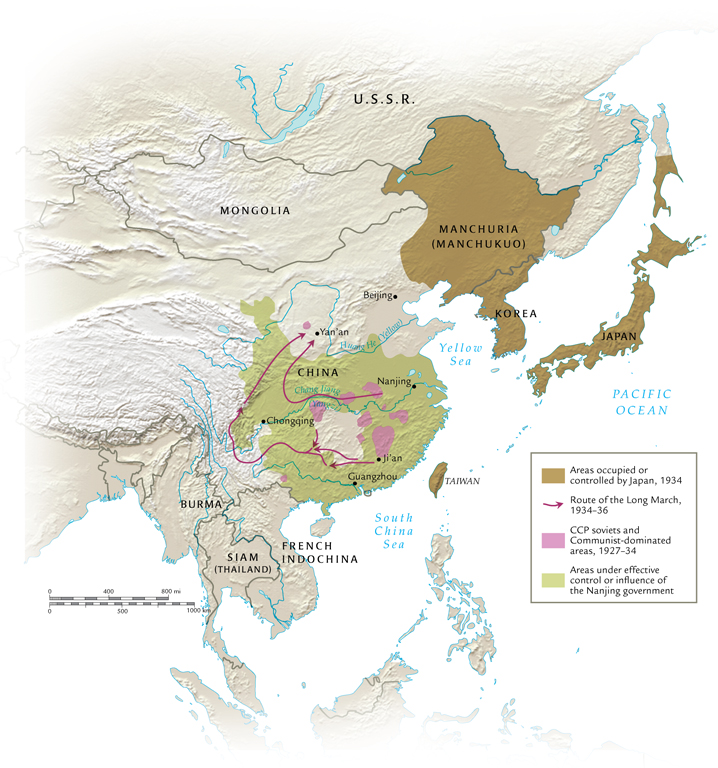 U.S.S.R.
MONGOLIA
MANCHURIA
(MANCHUKUO)
Beijing
KOREA
JAPAN
Yan'an
Huang He
(Yellow)
Yellow
Sea
CHINA
Nanjing
Chang Jiang
(Yangzi)
PACIFIC
OCEAN
Chongqing
Ji'an
Guangzhou
TAIWAN
BURMA
South
China
Sea
FRENCH
INDOCHINA
SIAM
(THAILAND)
Areas occupied or
controlled by Japan, 1934
Route of the Long March,
1934–36
CCP soviets and
Communist-dominated
areas, 1927–34
Areas under effective
control or influence of
the Nanjing government
0 400 800 mi
0 500 1000 km